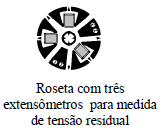 Roseta com três
extensômetros para medida
de tensão residual